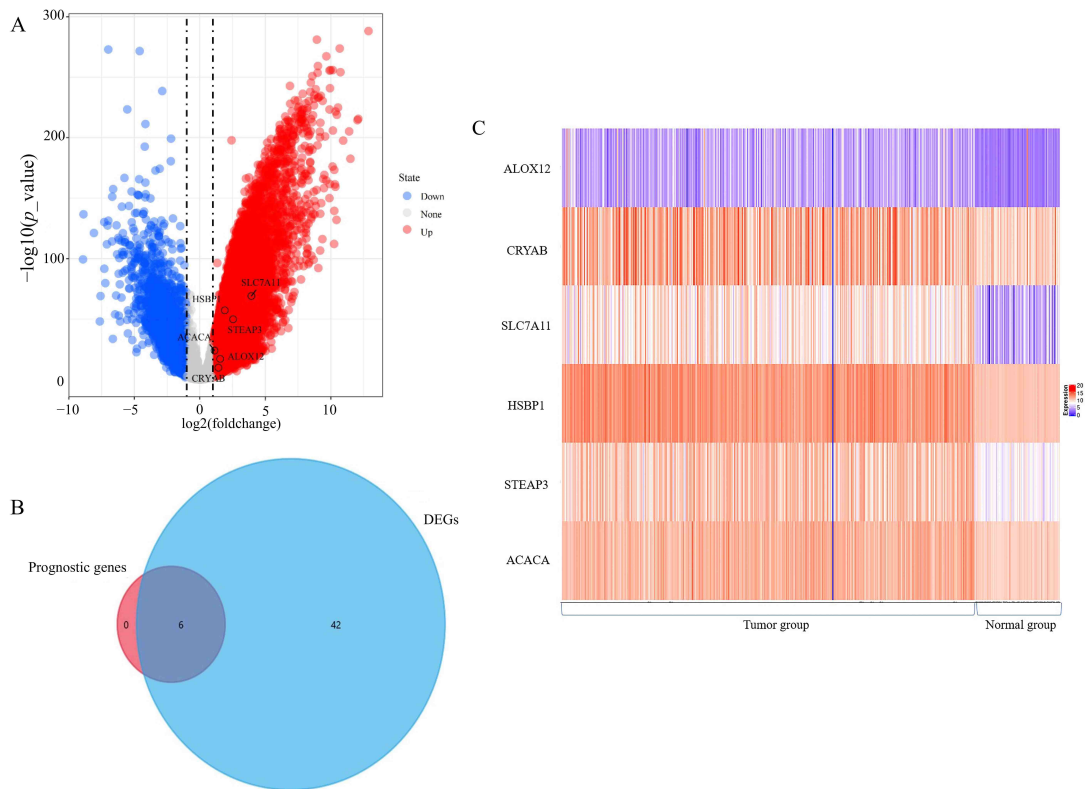 A
300
200
100
0
−log10(p_value)
−10
−5
0
5
10
log2(foldchange)
SLC7A11
HSBP1
STEAP3
ACACA
ALOX12
CRYAB
State
Down
None
Up
B
Prognostic genes
DEGs
0
6
42
C
ALOX12
CRYAB
SLC7A11
HSBP1
STEAP3
ACACA
Tumor group
Normal group
Expression
20
15
10
5
0